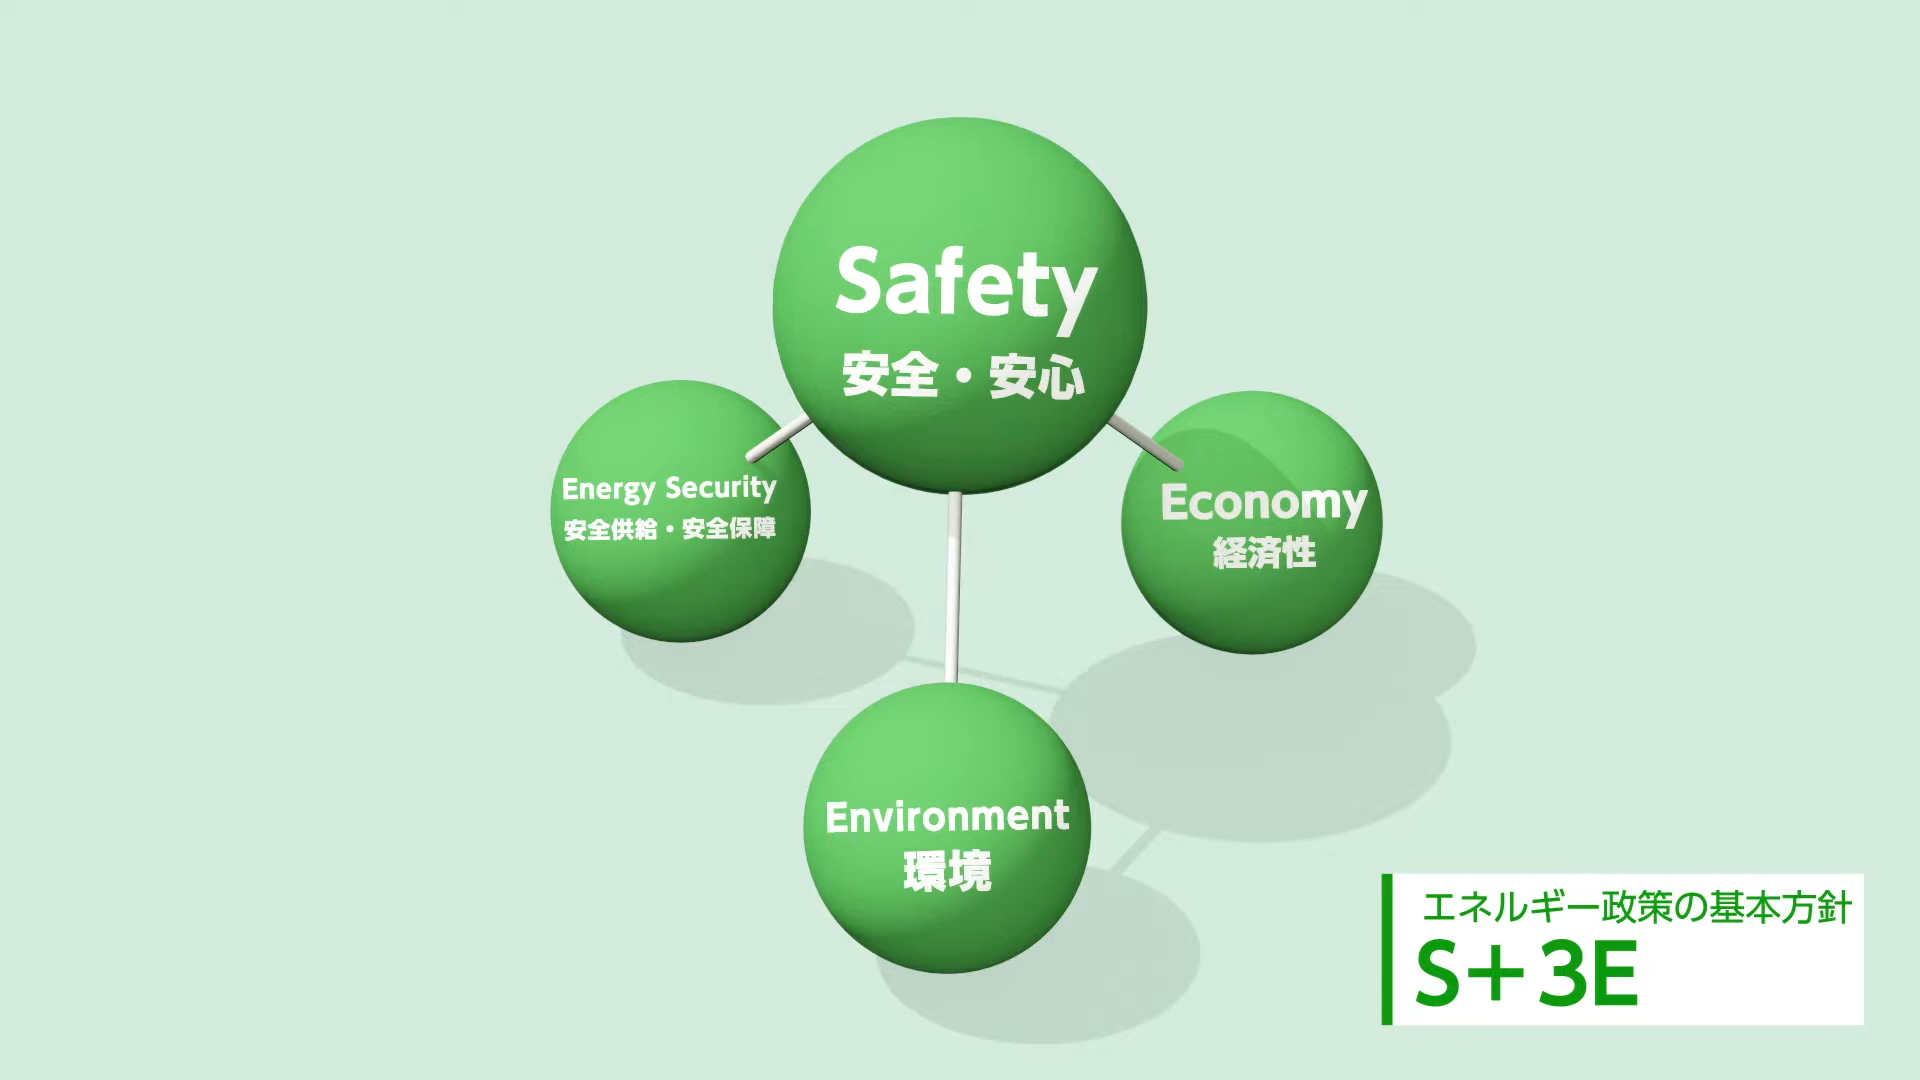 Safety
安全・安心
Energy Security
安全供給・安全保障
Economy
経済性
Environment
環境
エネルギー政策の基本方針
S+3E